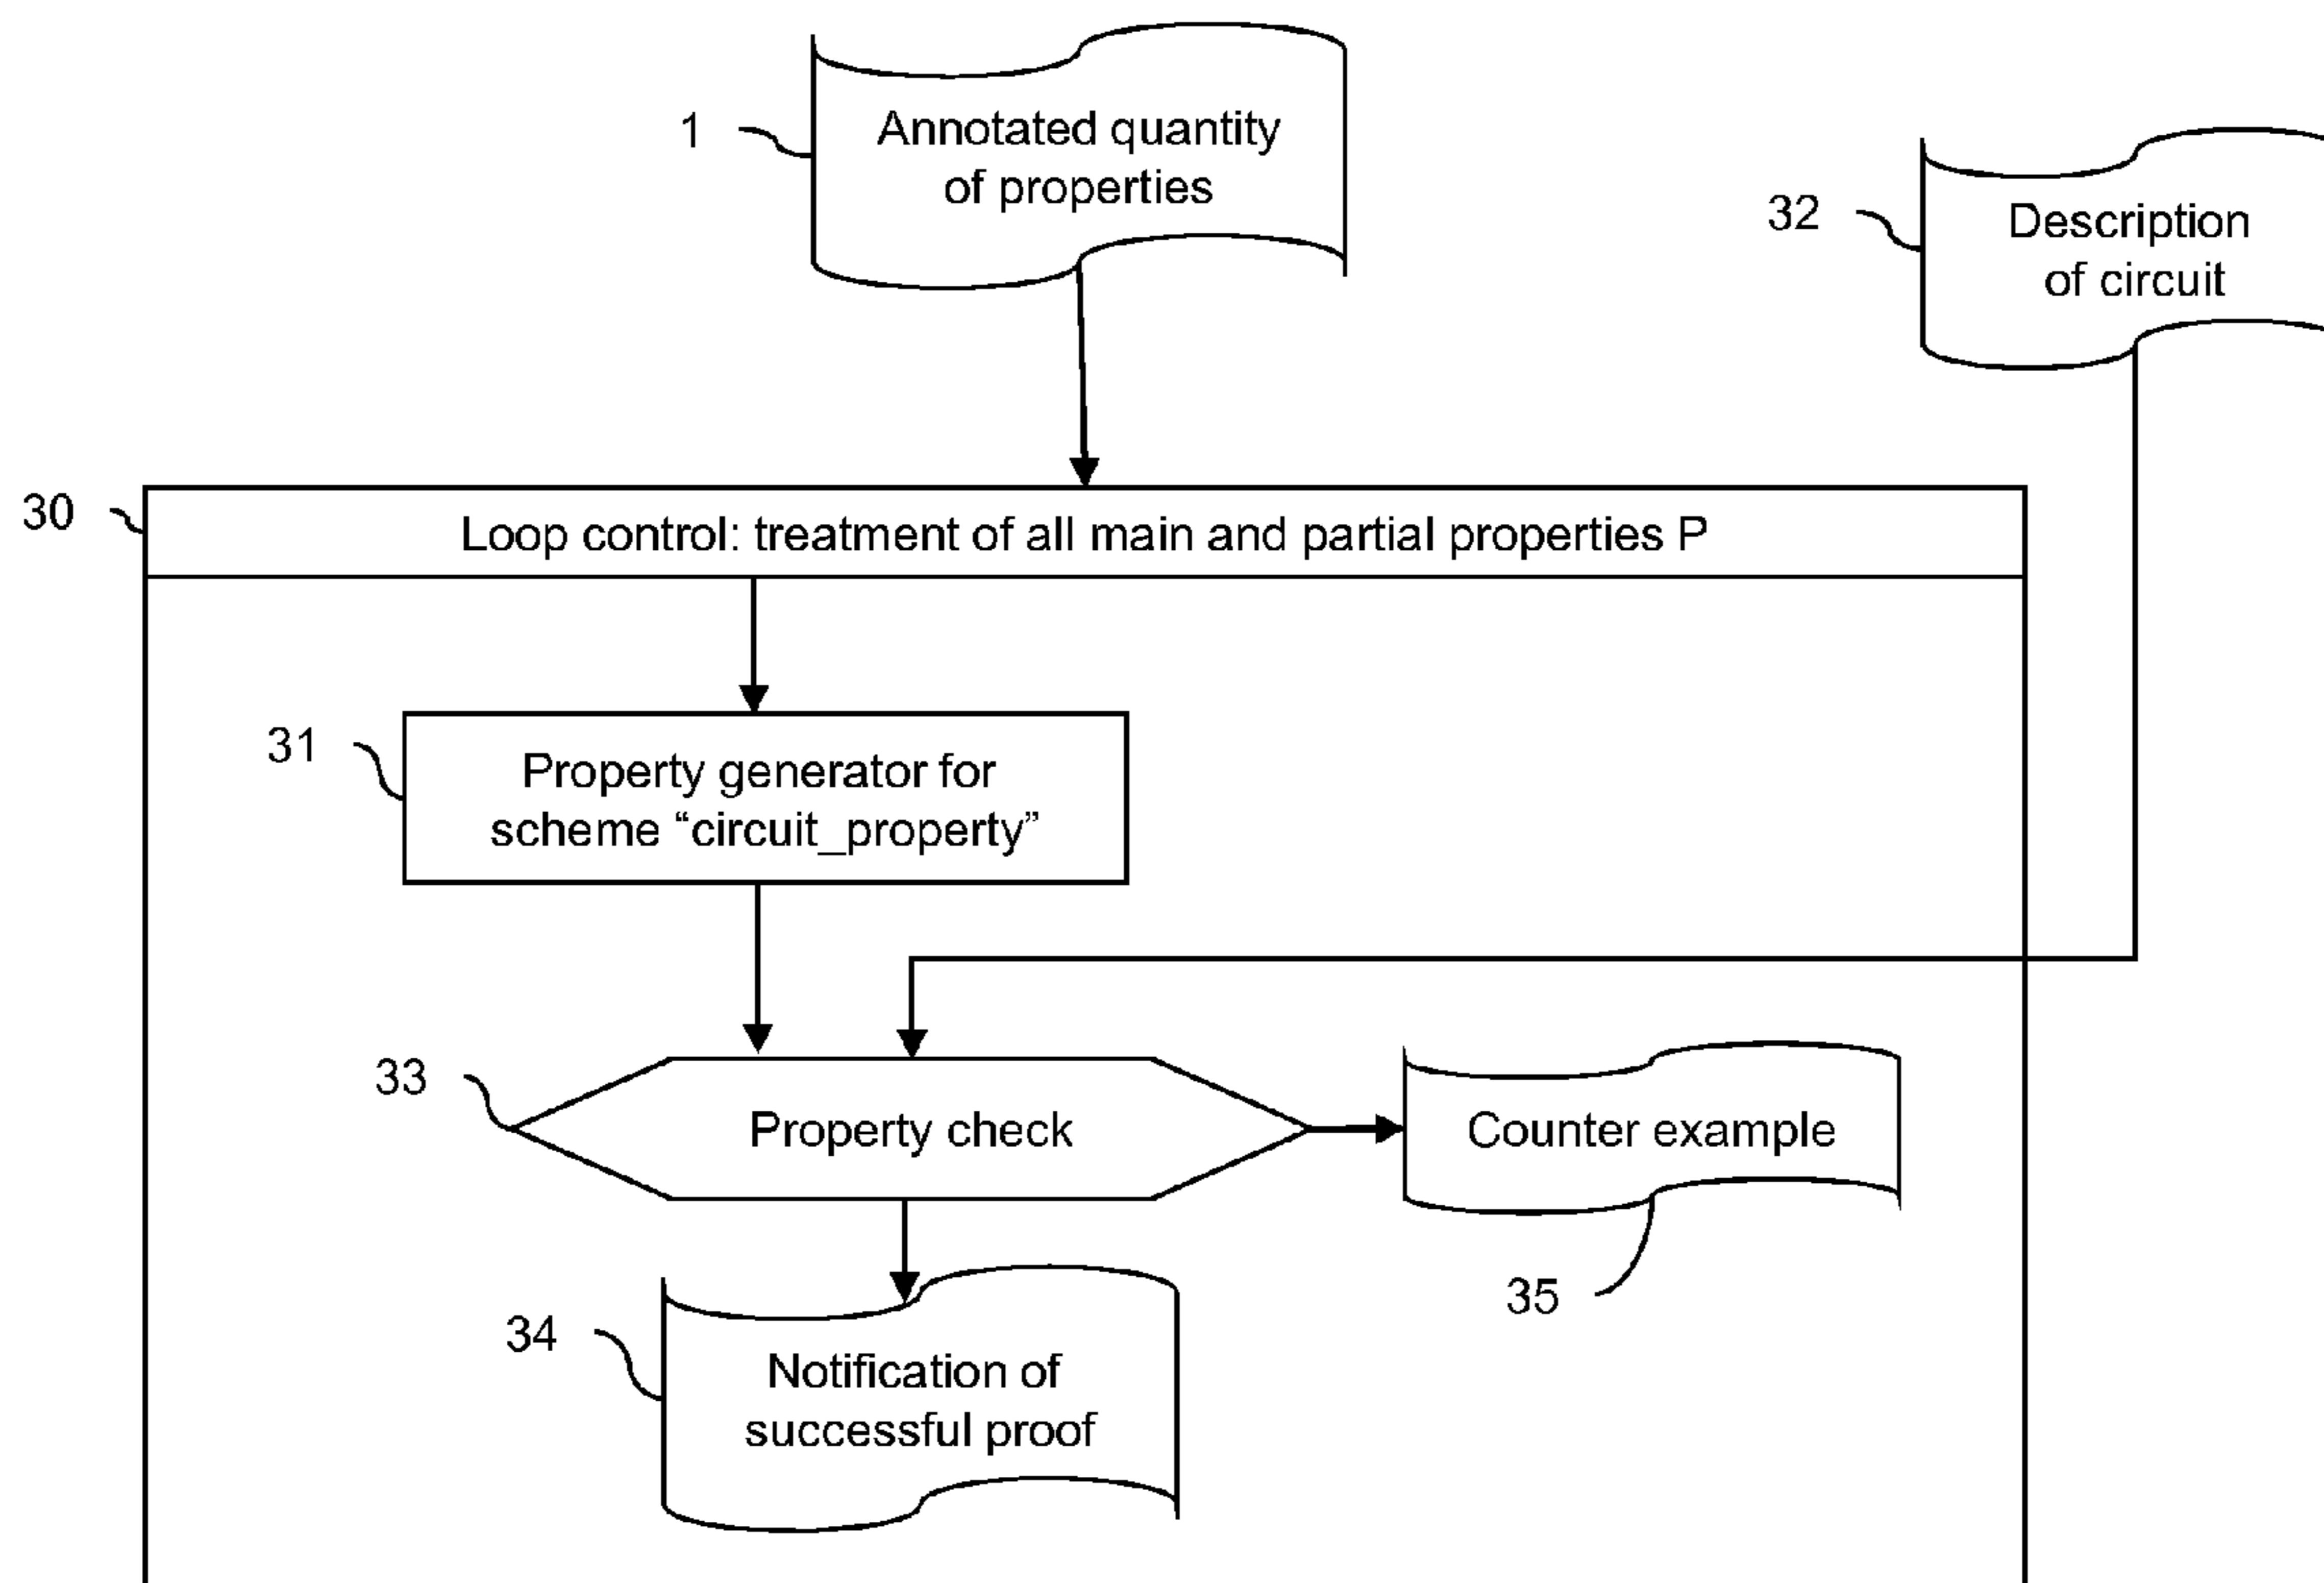 1
Annotated quantity
of properties
32
Description
of circuit
30
Loop control: treatment of all main and partial properties P
31
Property generator for
scheme “circuit_property”
33
Property check
Counter example
35
34
Notification of
successful proof